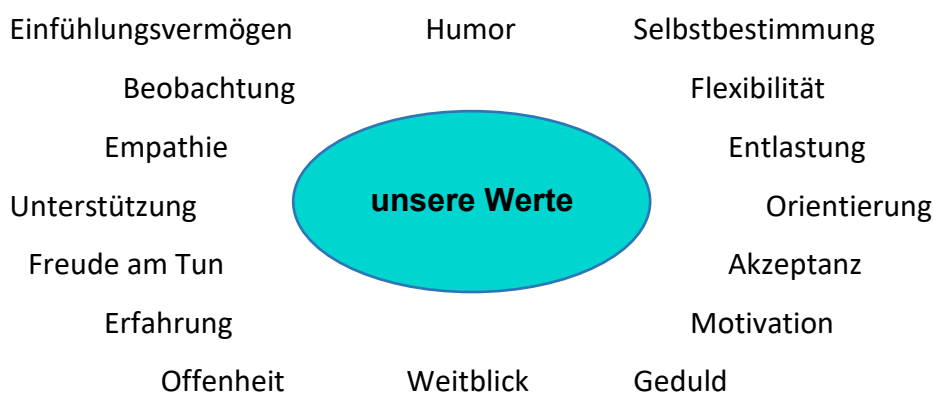 Einfühlungsvermögen Humor Selbstbestimmung
Beobachtung Flexibilität
Empathie Entlastung
Unterstützung unsere Werte Orientierung
Freude am Tun Akzeptanz
Erfahrung Motivation
Offenheit Weitblick Geduld